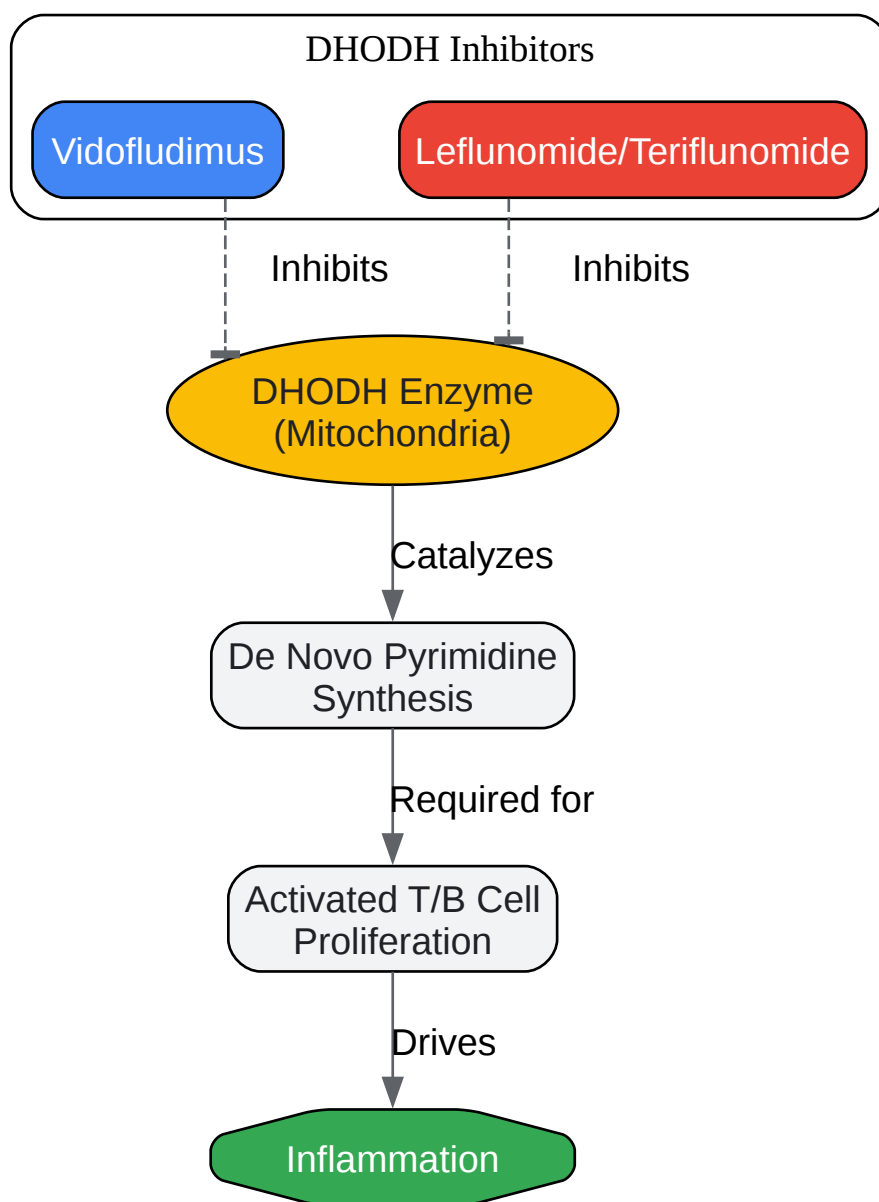 DHODH Inhibitors
Vidofludimus
Leflunomide/Teriflunomide
Inhibits
Inhibits
DHODH Enzyme
(Mitochondria)
Catalyzes
De Novo Pyrimidine
Synthesis
Required for
Activated T/B Cell
Proliferation
Drives
Inflammation